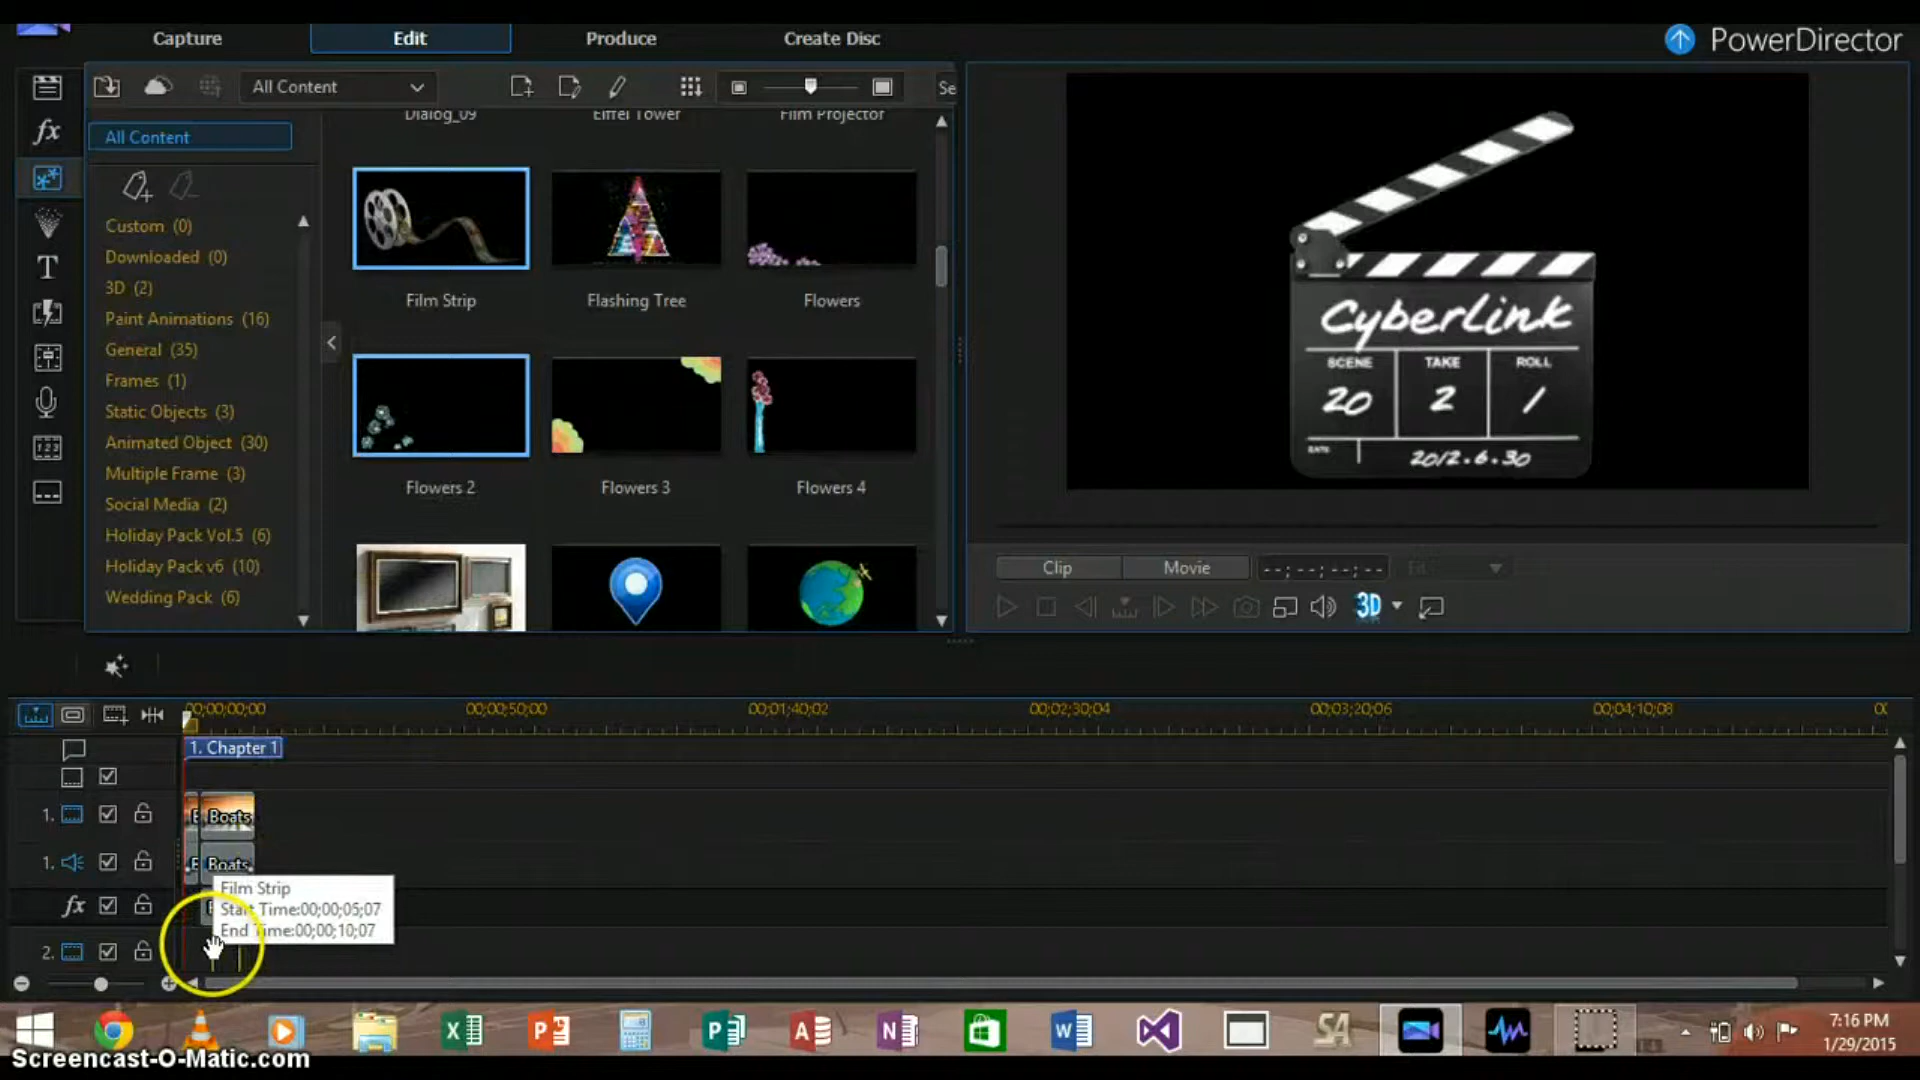 Capture
Edit
Produce
Create Disc
PowerDirector
All Content
Se
Dialog_09
Eiffel Tower
Film Projector
All Content
Custom (0)
Downloaded (0)
3D (2)
Paint Animations (16)
General (35)
Frames (1)
Static Objects (3)
Animated Object (30)
Multiple Frame (3)
Social Media (2)
Holiday Pack Vol.5 (6)
Holiday Pack v6 (10)
Wedding Pack (6)
Film Strip
Flashing Tree
Flowers
Flowers 2
Flowers 3
Flowers 4
Cyberlink
SCENE TAKE ROLL
20 2 /
DATE
2012.6.30
Clip
Movie
--;--;--;--
3D
00;00;00;00
00;00;50;00
00;01;40;02
00;02;30;04
00;03;20;06
00;04;10;08
1. Chapter 1
1.
Boats
1.
Boats
fx
Film Strip
Start Time:00;00;05;07
End Time:00;00;10;07
2.
7:16 PM
1/29/2015
Screencast-O-Matic.com